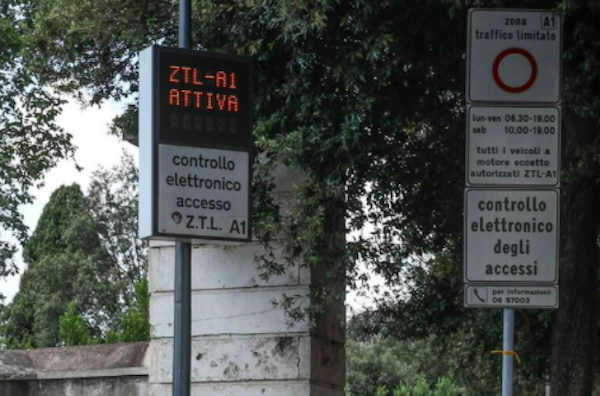 ZTL-A1
ATTIVA
controllo
elettronico
accesso
Z.T.L. A1
zona A1
traffico limitato
lun-ven 06,30-19,00
sab 10,00-19,00
tutti i veicoli a
motore eccetto
autorizzati ZTL-A1
controllo
elettronico
degli
accessi
per informazioni
06 57003